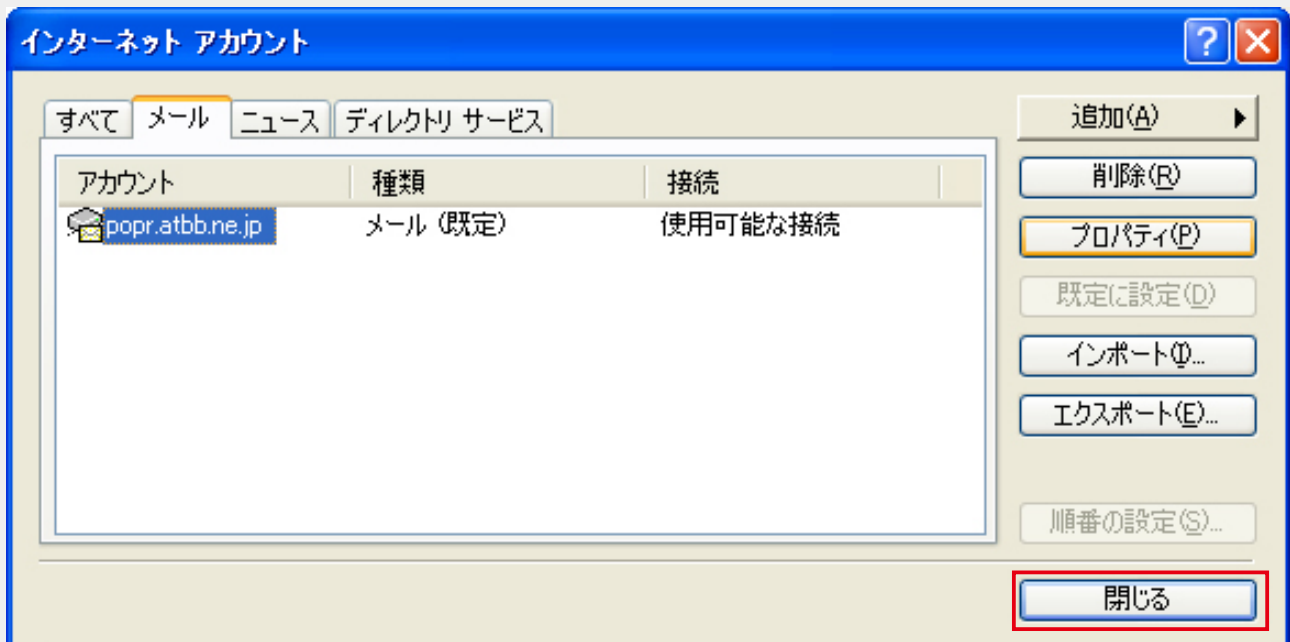 インターネット アカウント
すべて メール ニュース ディレクトリ サービス
アカウント 種類 接続
popr.atbb.ne.jp メール (既定) 使用可能な接続
追加(A)
削除(R)
プロパティ(P)
既定に設定(D)
インポート(I)...
エクスポート(E)...
順番の設定(S)...
閉じる